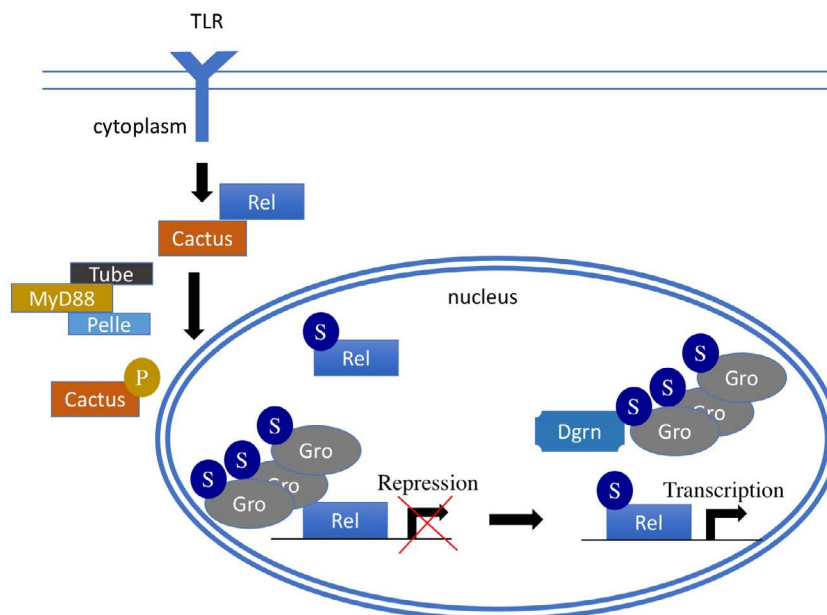 TLR
cytoplasm
Rel
Cactus
Tube
MyD88
Pelle
P
Cactus
nucleus
S
Rel
S
S
S
Gro
Gro
Gro
Dgrn
S
S
S
Gro
Gro
Gro
Rel
Repression
S
Rel
Transcription